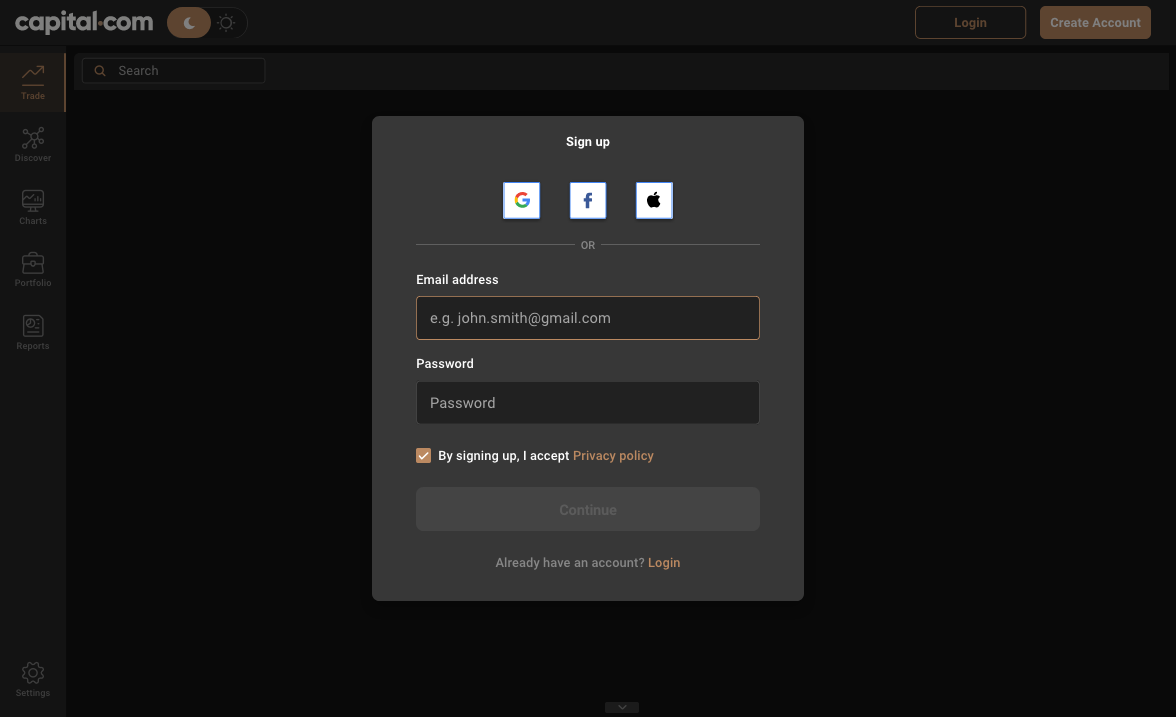 capital.com
Login
Create Account
Search
Trade
Discover
Charts
Portfolio
Reports
Settings
Sign up
OR
Email address
e.g. john.smith@gmail.com
Password
Password
By signing up, I accept Privacy policy
Continue
Already have an account? Login